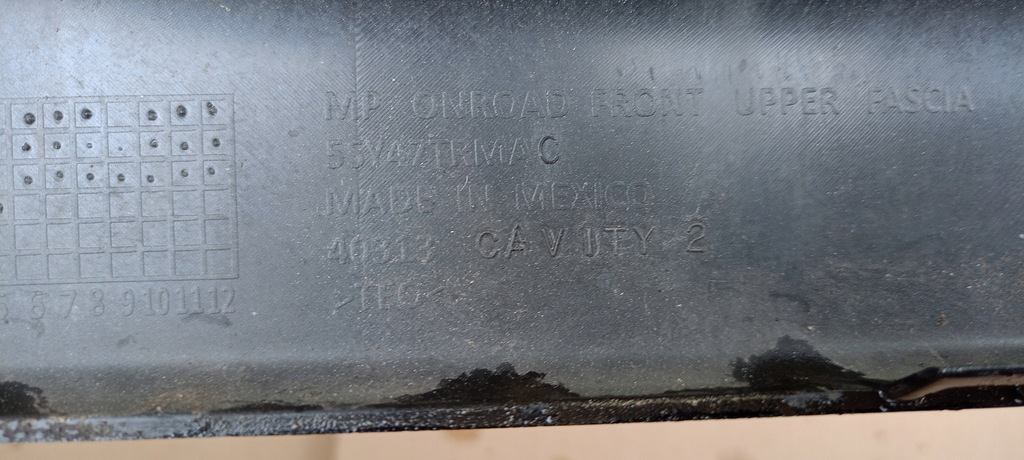 MP ONROAD FRONT UPPER FASCIA
55Y47TRMAC
MADE IN MEXICO
40313 CAVITY 2
>TPO<
5 6 7 8 9 10 11 12